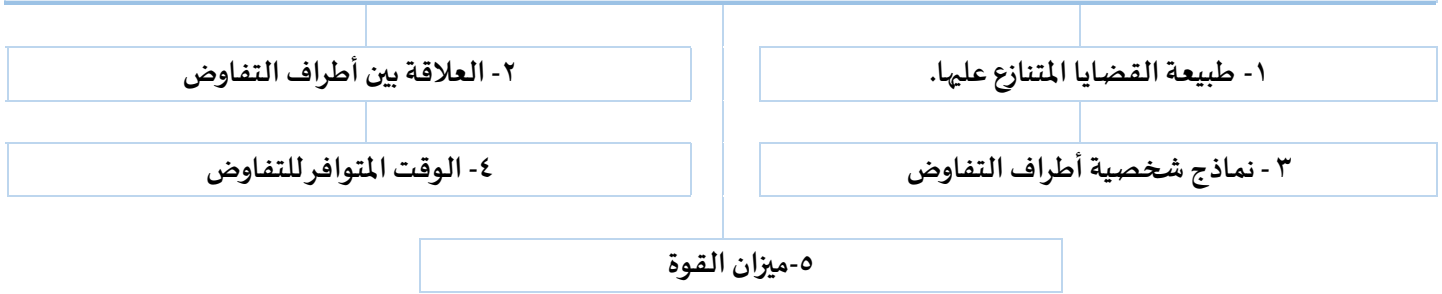 ١- طبيعة القضايا المتنازع عليها.
٢- العلاقة بين أطراف التفاوض
٣ - نماذج شخصية أطراف التفاوض
٤- الوقت المتوافر للتفاوض
٥-ميزان القوة